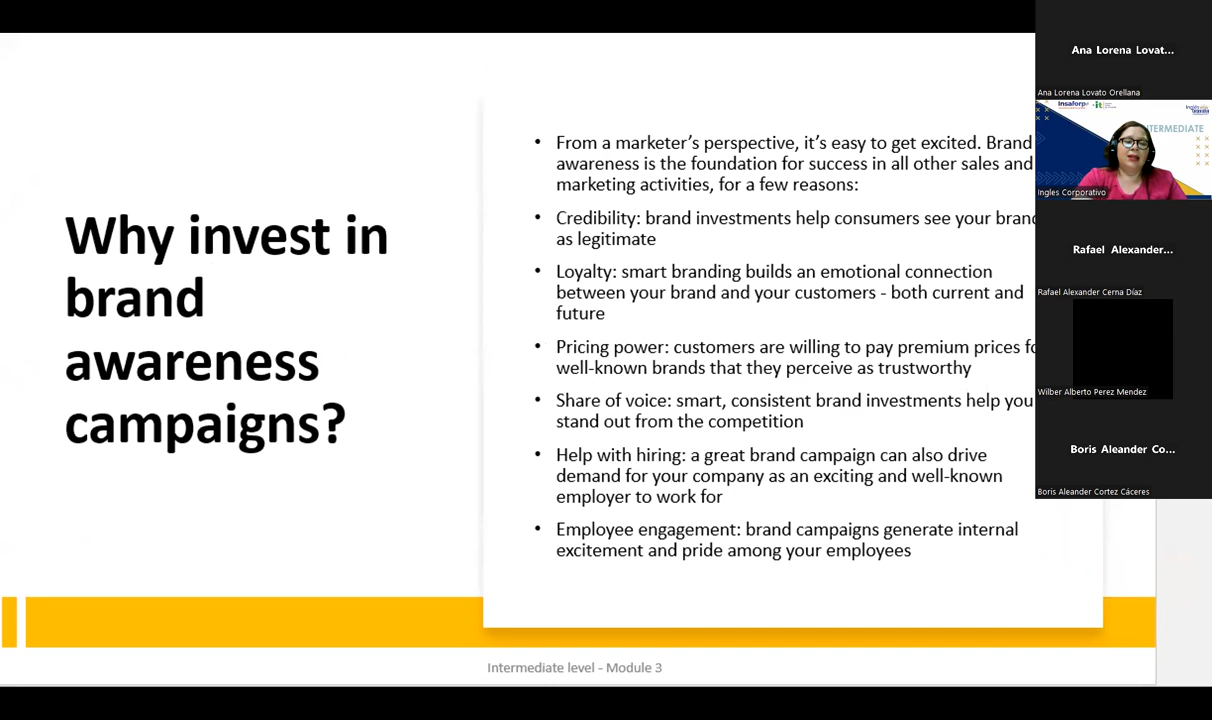 Why invest in
brand
awareness
campaigns?
• From a marketer's perspective, it's easy to get excited. Brand
awareness is the foundation for success in all other sales and
marketing activities, for a few reasons:
• Credibility: brand investments help consumers see your brand
as legitimate
• Loyalty: smart branding builds an emotional connection
between your brand and your customers - both current and
future
• Pricing power: customers are willing to pay premium prices fo
well-known brands that they perceive as trustworthy
• Share of voice: smart, consistent brand investments help you
stand out from the competition
• Help with hiring: a great brand campaign can also drive
demand for your company as an exciting and well-known
employer to work for
• Employee engagement: brand campaigns generate internal
excitement and pride among your employees
Intermediate level - Module 3
Ana Lorena Lovat...
Ana Lorena Lovato Orellana
insaforp
it
TERMEDIATE
Ingles Corporativo
Rafael Alexander...
Rafael Alexander Cerna Díaz
Wilber Alberto Perez Mendez
Boris Aleander Co...
Boris Aleander Cortez Cáceres